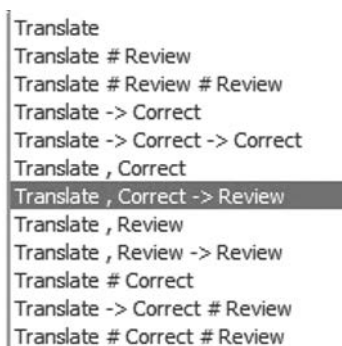 Translate
Translate # Review
Translate # Review # Review
Translate -> Correct
Translate -> Correct -> Correct
Translate , Correct
Translate , Correct -> Review
Translate , Review
Translate , Review -> Review
Translate # Correct
Translate -> Correct # Review
Translate # Correct # Review